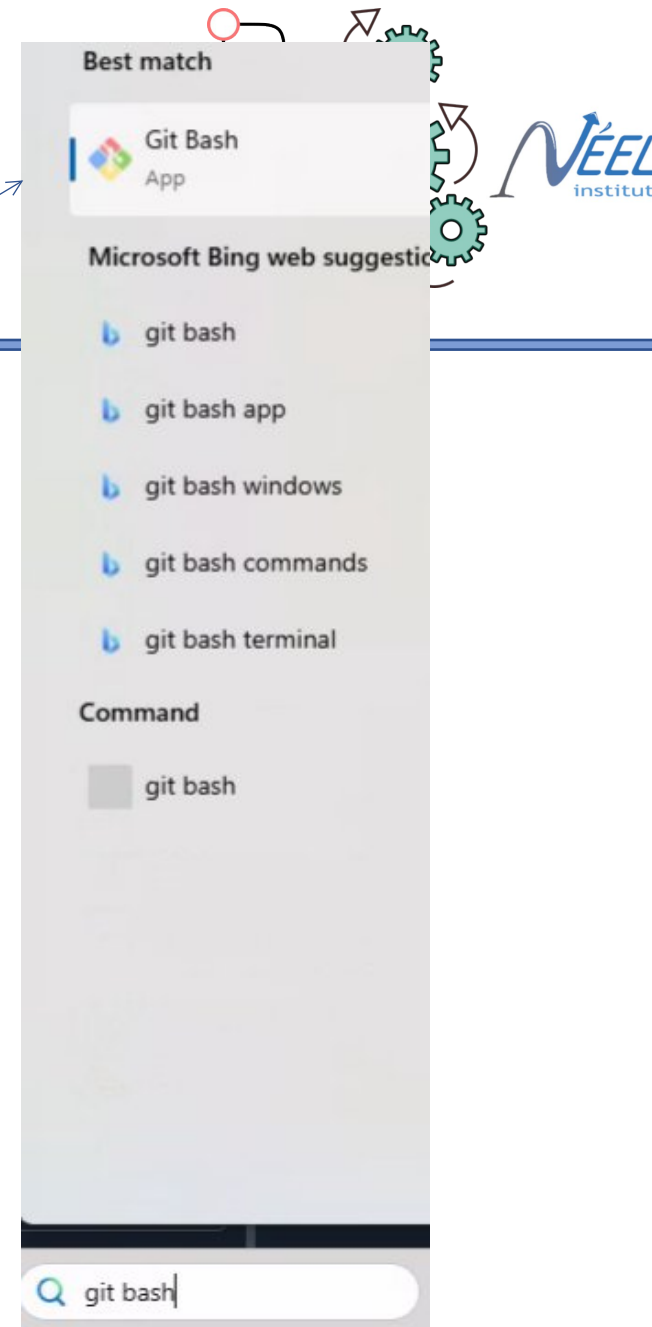 Best match
Git Bash
App
NÉEL
institut
Microsoft Bing web
git bash
git bash app
git bash windows
git bash commands
git bash terminal
Command
git bash
git bash